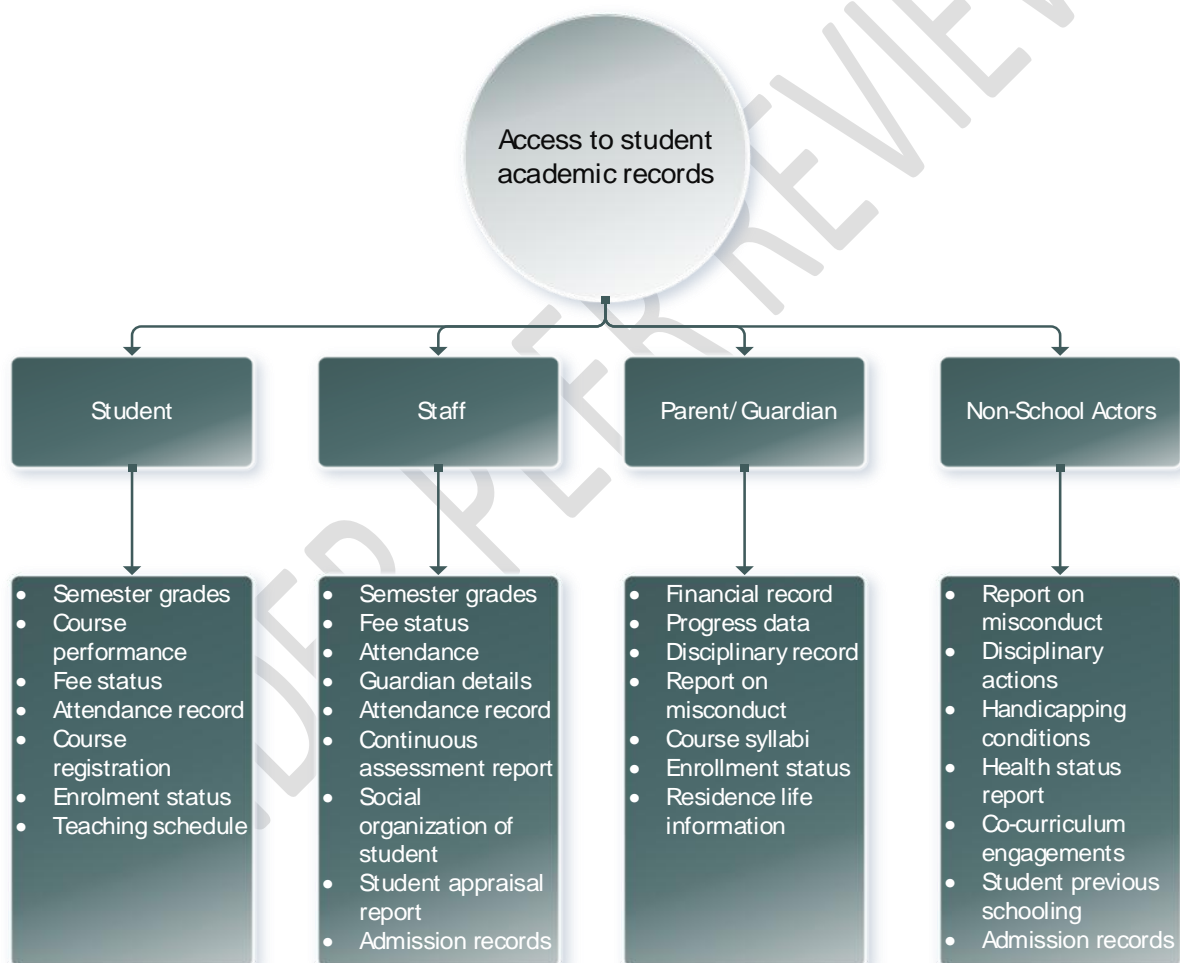 Access to student
academic records
Student
Staff
Parent/ Guardian
Non-School Actors
• Semester grades
• Course
performance
• Fee status
• Attendance record
• Course
registration
• Enrolment status
• Teaching schedule
• Semester grades
• Fee status
• Attendance
• Guardian details
• Attendance record
• Continuous
assessment report
• Social
organization of
student
• Student appraisal
report
• Admission records
• Financial record
• Progress data
• Disciplinary record
• Report on
misconduct
• Course syllabi
• Enrollment status
• Residence life
information
• Report on
misconduct
• Disciplinary
actions
• Handicapping
conditions
• Health status
report
• Co-curriculum
engagements
• Student previous
schooling
• Admission records
PEER REVIEW